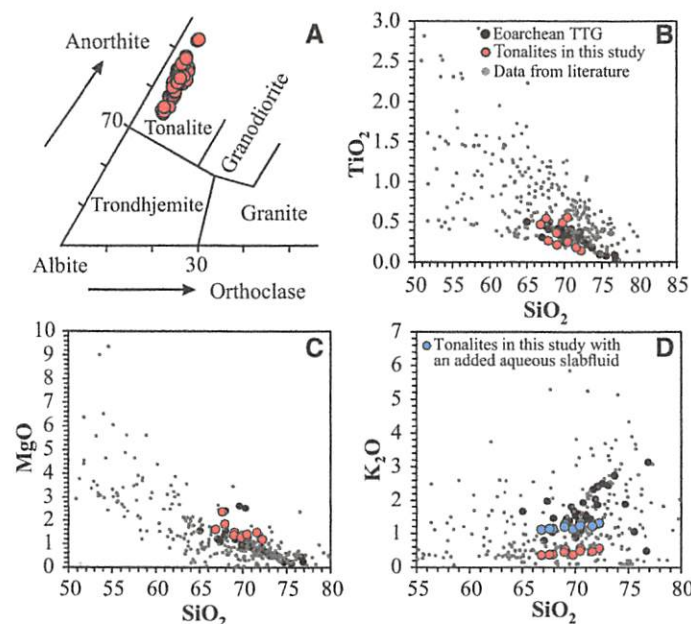 A
Anorthite
70
Tonalite
Granodiorite
Trondhjemite
Granite
Albite
30
Orthoclase
B
Eoarchean TTG
Tonalites in this study
Data from literature
TiO2
3.0
2.5
2.0
1.5
1.0
0.5
0.0
50 55 60 65 70 75 80 85
SiO2
C
MgO
10
9
8
7
6
5
4
3
2
1
0
50 55 60 65 70 75 80
SiO2
D
Tonalites in this study with
an added aqueous slabfluid
K2O
7
6
5
4
3
2
1
0
55 60 65 70 75 80
SiO2